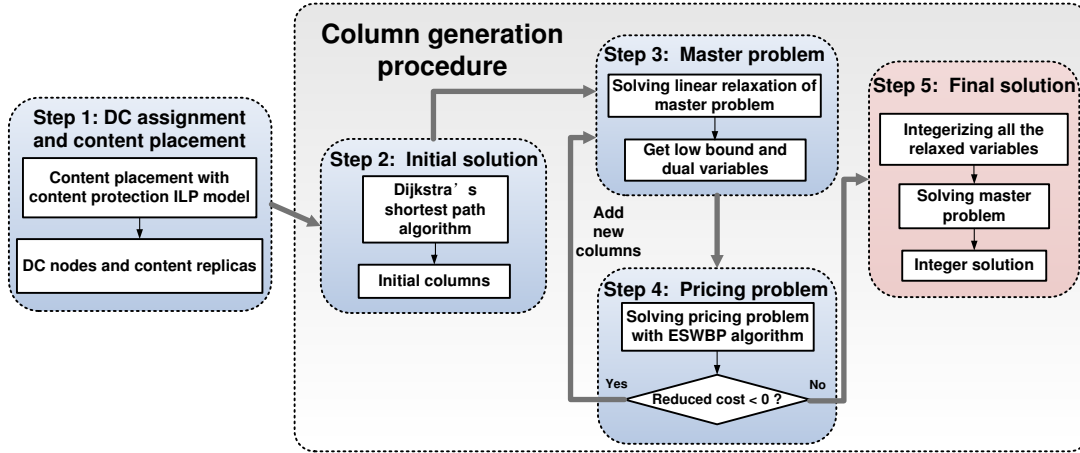 Column generation
procedure
Step 1: DC assignment
and content placement
Content placement with
content protection ILP model
DC nodes and content replicas
Step 2:  Initial solution
Dijkstra's
shortest path
algorithm
Initial columns
Step 3:  Master problem
Solving linear relaxation of
master problem
Get low bound and
dual variables
Add
new
columns
Step 4:  Pricing problem
Solving pricing problem
with ESWBP algorithm
Yes
Reduced cost < 0 ?
No
Step 5:  Final solution
Integerizing all the
relaxed variables
Solving master
problem
Integer solution